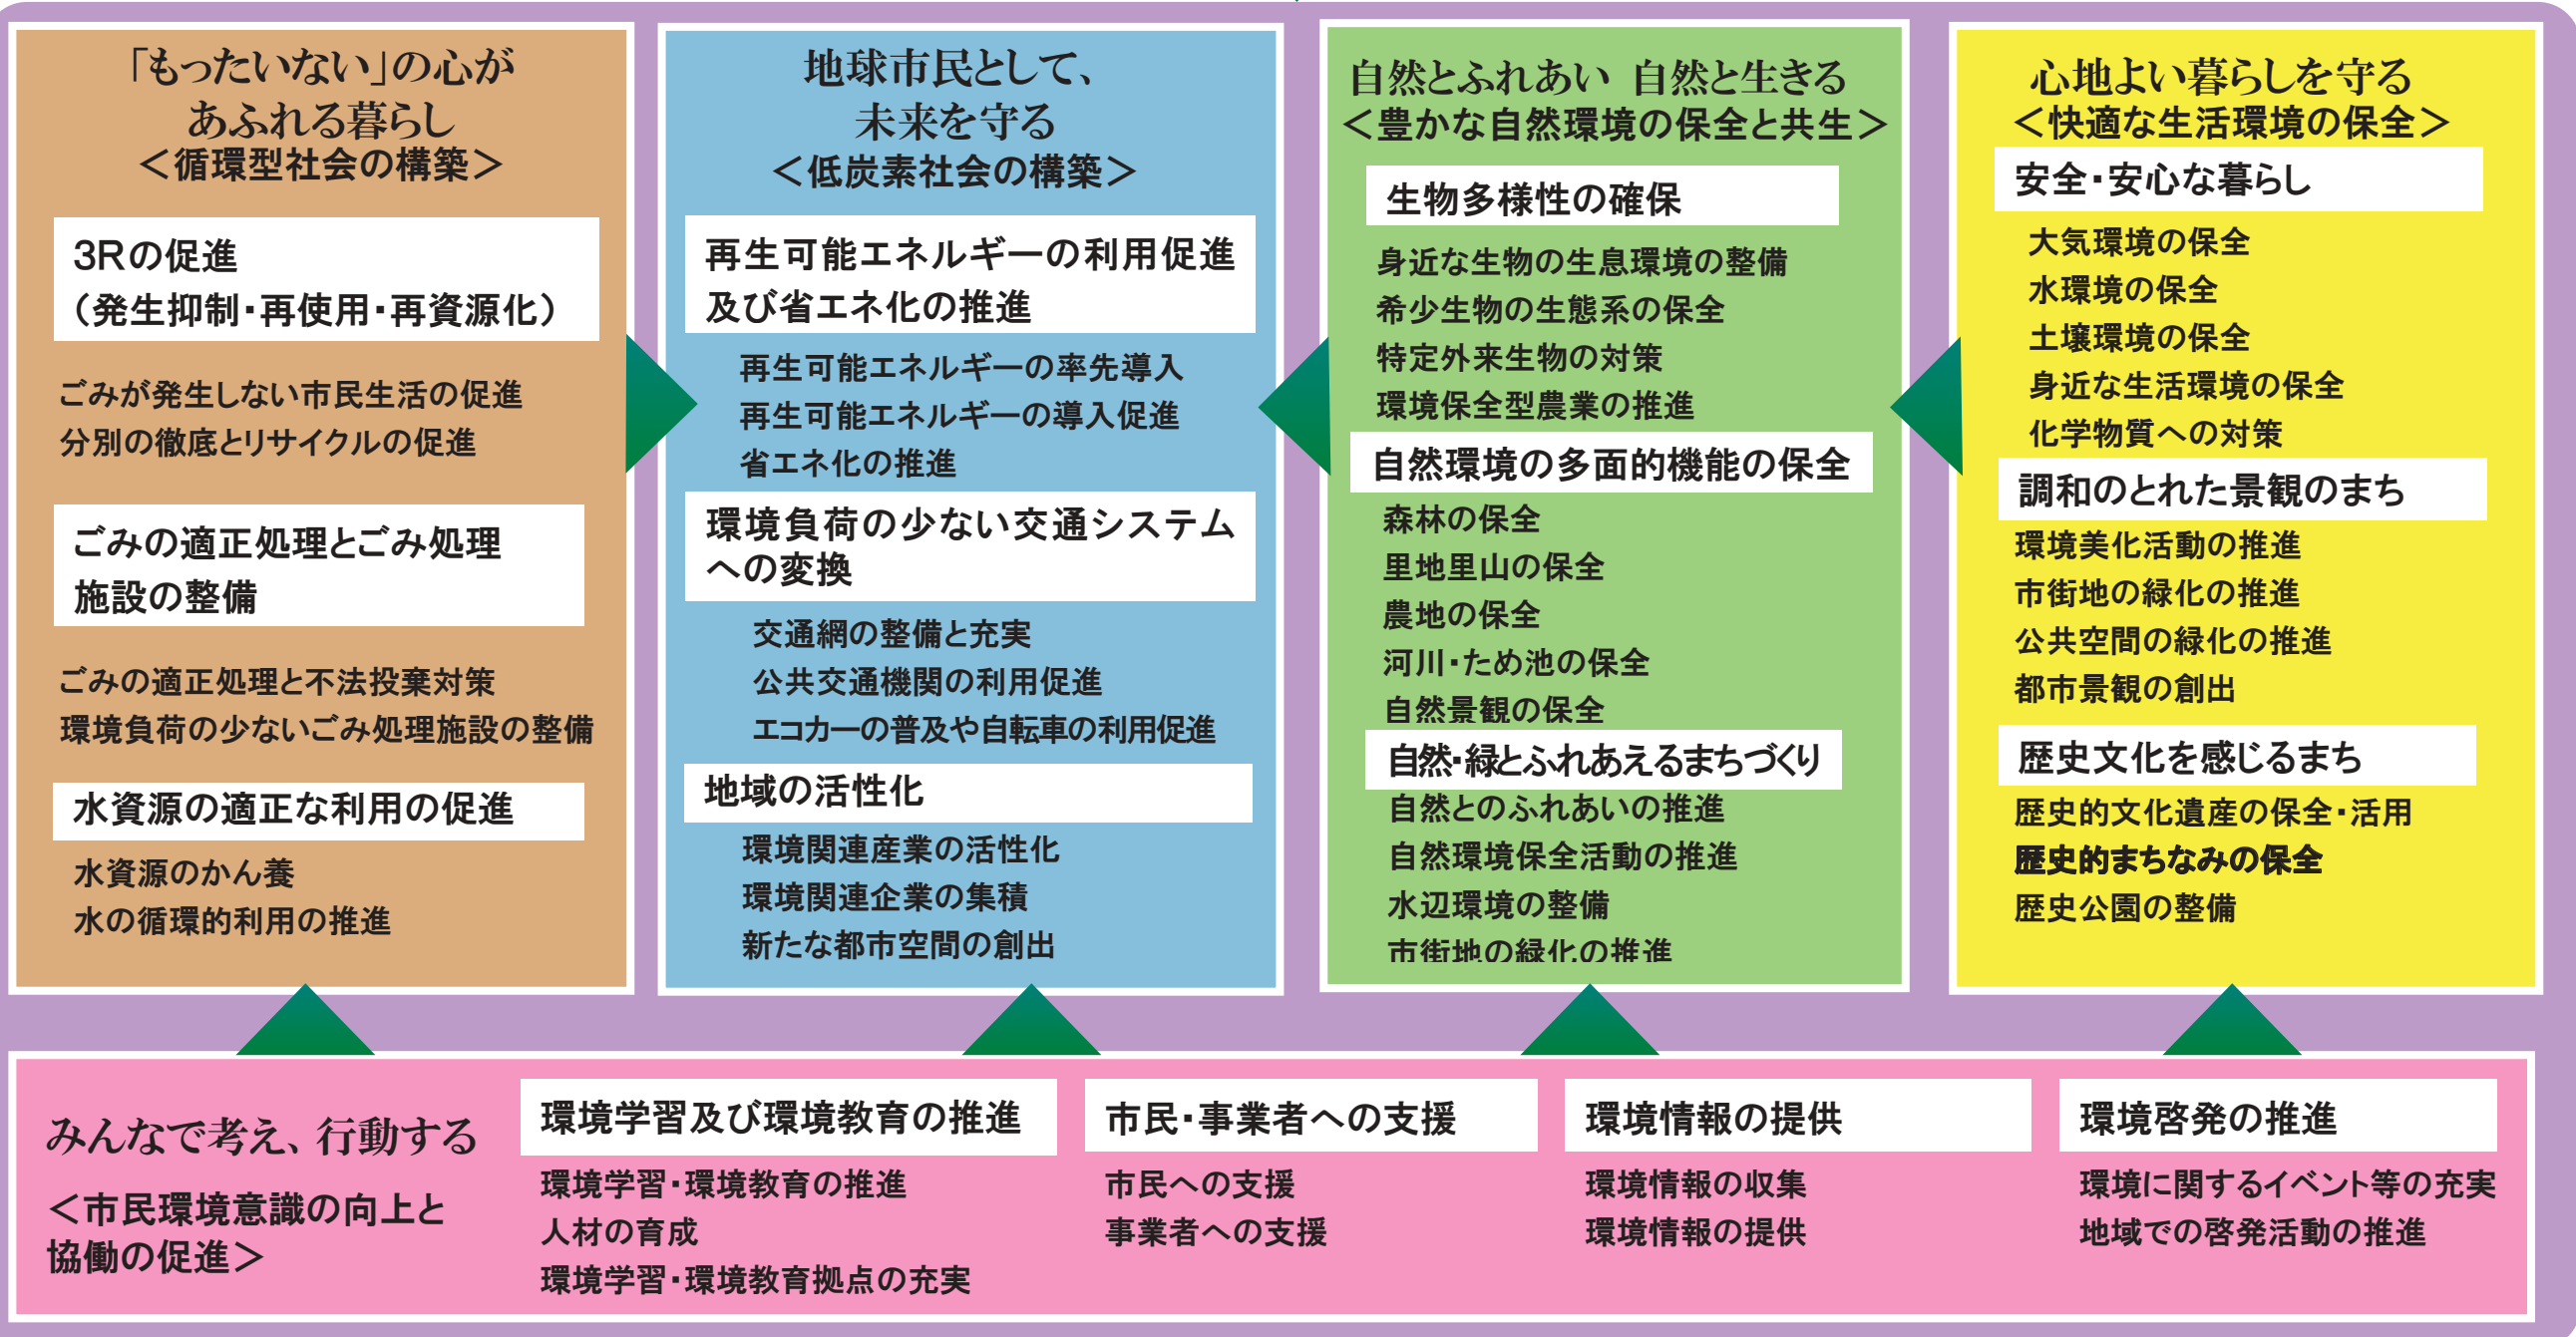 「もったいない」の心が
あふれる暮らし
＜循環型社会の構築＞
3Rの促進
（発生抑制・再使用・再資源化）
ごみが発生しない市民生活の促進
分別の徹底とリサイクルの促進
ごみの適正処理とごみ処理
施設の整備
ごみの適正処理と不法投棄対策
環境負荷の少ないごみ処理施設の整備
水資源の適正な利用の促進
水資源のかん養
水の循環的利用の推進
地球市民として、
未来を守る
＜低炭素社会の構築＞
再生可能エネルギーの利用促進
及び省エネ化の推進
再生可能エネルギーの率先導入
再生可能エネルギーの導入促進
省エネ化の推進
環境負荷の少ない交通システム
への変換
交通網の整備と充実
公共交通機関の利用促進
エコカーの普及や自転車の利用促進
地域の活性化
環境関連産業の活性化
環境関連企業の集積
新たな都市空間の創出
自然とふれあい 自然と生きる
＜豊かな自然環境の保全と共生＞
生物多様性の確保
身近な生物の生息環境の整備
希少生物の生態系の保全
特定外来生物の対策
環境保全型農業の推進
自然環境の多面的機能の保全
森林の保全
里地里山の保全
農地の保全
河川・ため池の保全
自然景観の保全
自然・緑とふれあえるまちづくり
自然とのふれあいの推進
自然環境保全活動の推進
水辺環境の整備
市街地の緑化の推進
心地よい暮らしを守る
＜快適な生活環境の保全＞
安全・安心な暮らし
大気環境の保全
水環境の保全
土壌環境の保全
身近な生活環境の保全
化学物質への対策
調和のとれた景観のまち
環境美化活動の推進
市街地の緑化の推進
公共空間の緑化の推進
都市景観の創出
歴史文化を感じるまち
歴史的文化遺産の保全・活用
歴史的まちなみの保全
歴史公園の整備
みんなで考え、行動する
＜市民環境意識の向上と
協働の促進＞
環境学習及び環境教育の推進
環境学習・環境教育の推進
人材の育成
環境学習・環境教育拠点の充実
市民・事業者への支援
市民への支援
事業者への支援
環境情報の提供
環境情報の収集
環境情報の提供
環境啓発の推進
環境に関するイベント等の充実
地域での啓発活動の推進